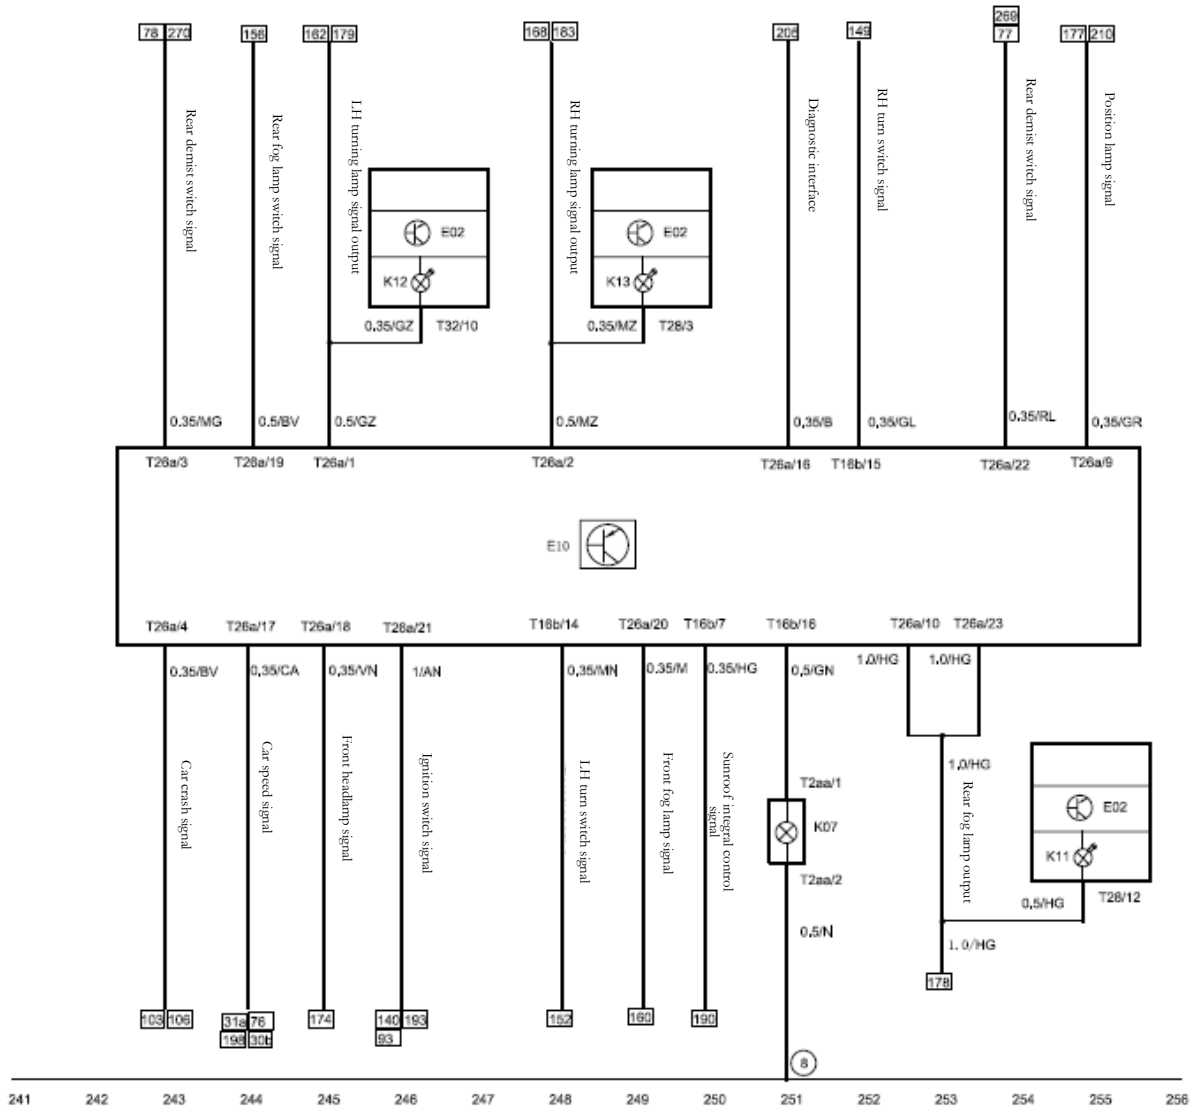 78 270
156
162 179
168 183
205
149
269
77
177 210
Rear demist switch signal
Rear fog lamp switch signal
LH turning lamp signal output
RH turning lamp signal output
Diagnostic interface
RH turn switch signal
Rear demist switch signal
Position lamp signal
E02
K12
0.35/GZ T32/10
E02
K13
0.35/MZ T28/3
0.35/MG
0.5/BV
0.5/GZ
0.5/MZ
0,35/B
0,35/GL
0.35/RL
0,35/GR
T26a/3
T26a/19
T26a/1
T26a/2
T26a/16
T16b/15
T26a/22
T26a/9
E10
T26a/4
T26a/17
T26a/18
T26a/21
T16b/14
T26a/20
T16b/7
T16b/16
T26a/10
T26a/23
0.35/BV
0,35/CA
0,35/VN
1/AN
0,35/MN
0.35/M
0.35/HG
0,5/GN
1.0/HG
1.0/HG
Car crash signal
Car speed signal
Front headlamp signal
Ignition switch signal
LH turn switch signal
Front fog lamp signal
Sunroof integral control
signal
T2aa/1
K07
T2aa/2
0.5/N
1,0/HG
Rear fog lamp output
E02
K11
0,5/HG
T28/12
1.0/HG
178
103 106
31a 76
198 30b
174
140 193
93
152
160
190
8
241 242 243 244 245 246 247 248 249 250 251 252 253 254 255 256